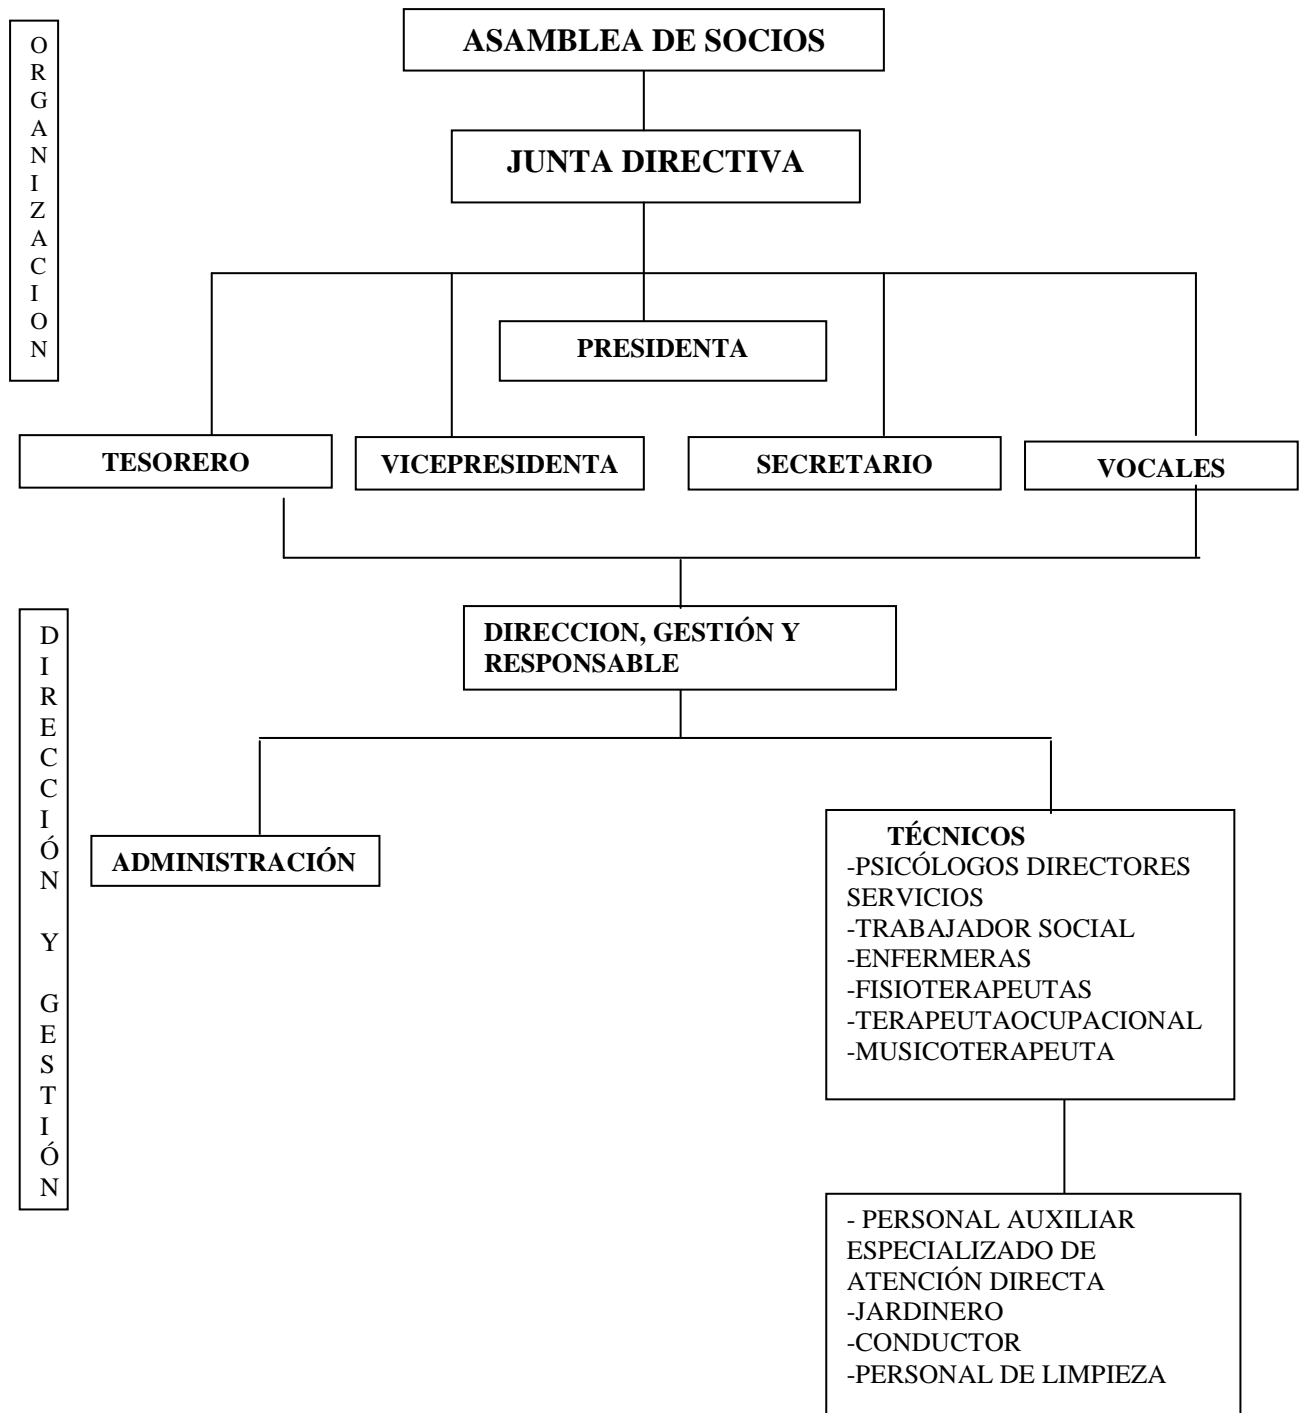 ORGANIZACION
ASAMBLEA DE SOCIOS
JUNTA DIRECTIVA
PRESIDENTA
TESORERO
VICEPRESIDENTA
SECRETARIO
VOCALES
DIRECCIÓN Y GESTIÓN
DIRECCION, GESTIÓN Y
RESPONSABLE
ADMINISTRACIÓN
TÉCNICOS
-PSICÓLOGOS DIRECTORES
SERVICIOS
-TRABAJADOR SOCIAL
-ENFERMERAS
-FISIOTERAPEUTAS
-TERAPEUTAOCUPACIONAL
-MUSICOTERAPEUTA
- PERSONAL AUXILIAR
ESPECIALIZADO DE
ATENCIÓN DIRECTA
-JARDINERO
-CONDUCTOR
-PERSONAL DE LIMPIEZA